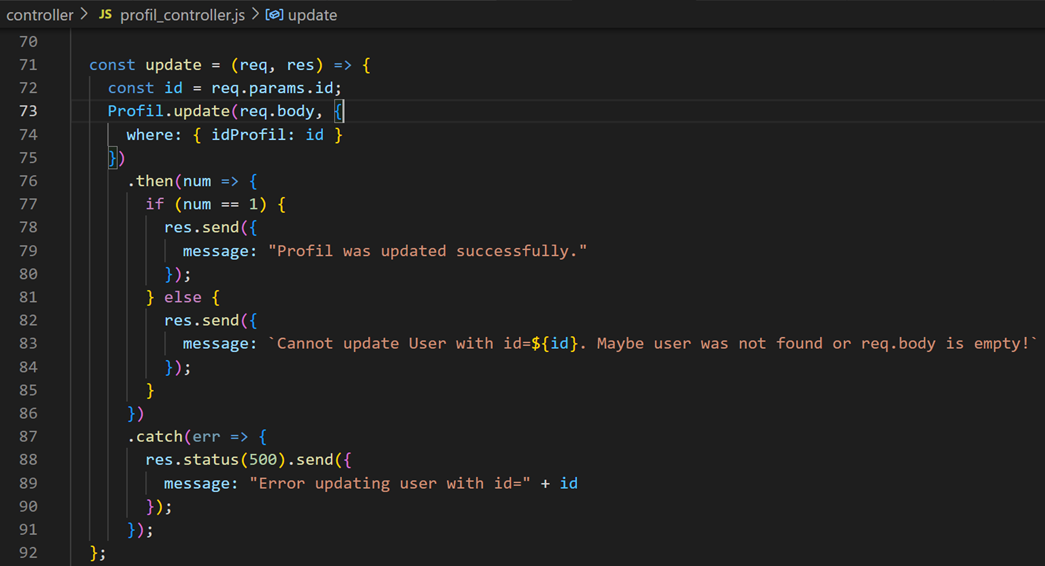 controller > JS profil_controller.js > update
70
71 const update = (req, res) => {
72 const id = req.params.id;
73 Profil.update(req.body, {
74 where: { idProfil: id }
75 })
76 .then(num => {
77 if (num == 1) {
78 res.send({
79 message: "Profil was updated successfully."
80 });
81 } else {
82 res.send({
83 message: `Cannot update User with id=${id}. Maybe user was not found or req.body is empty!`
84 });
85 }
86 })
87 .catch(err => {
88 res.status(500).send({
89 message: "Error updating user with id=" + id
90 });
91 });
92 };